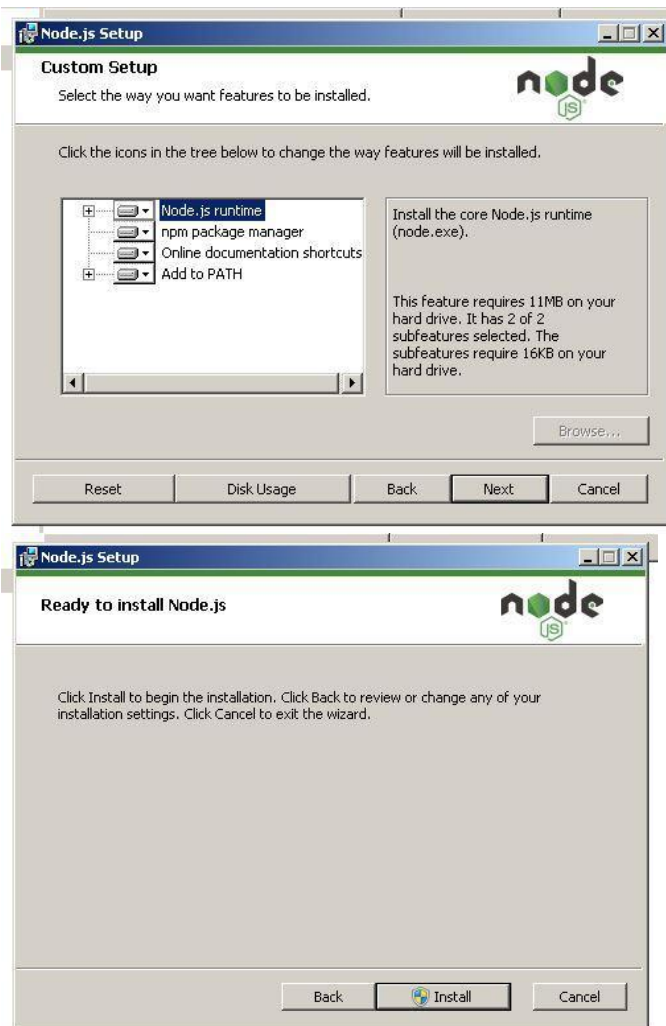 Node.js Setup
Custom Setup
Select the way you want features to be installed.
node
JS
Click the icons in the tree below to change the way features will be installed.
Node.js runtime
npm package manager
Online documentation shortcuts
Add to PATH
Install the core Node.js runtime
(node.exe).
This feature requires 11MB on your
hard drive. It has 2 of 2
subfeatures selected. The
subfeatures require 16KB on your
hard drive.
Browse...
Reset Disk Usage Back Next Cancel
Node.js Setup
Ready to install Node.js
node
JS
Click Install to begin the installation. Click Back to review or change any of your
installation settings. Click Cancel to exit the wizard.
Back Install Cancel